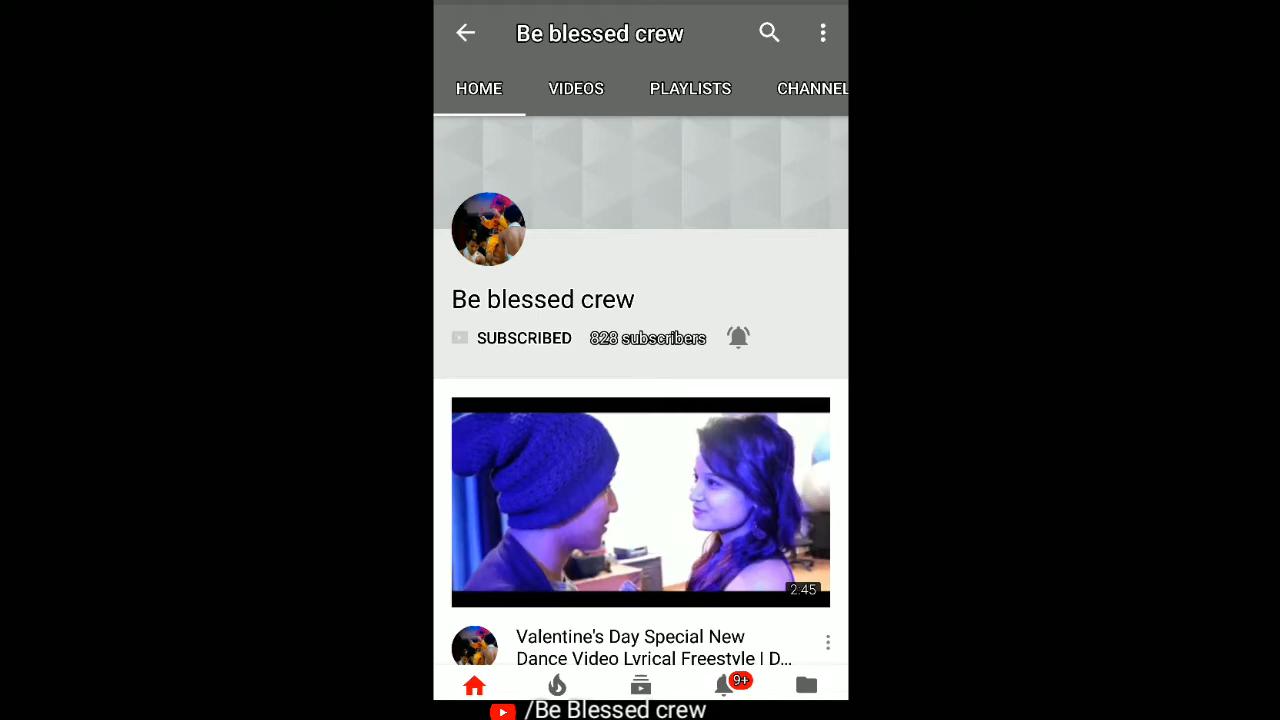 Be blessed crew
HOME VIDEOS PLAYLISTS CHANNEL
Be blessed crew
SUBSCRIBED 828 subscribers
2:45
Valentine's Day Special New
Dance Video Lyrical Freestyle | D...
9+
/Be Blessed crew